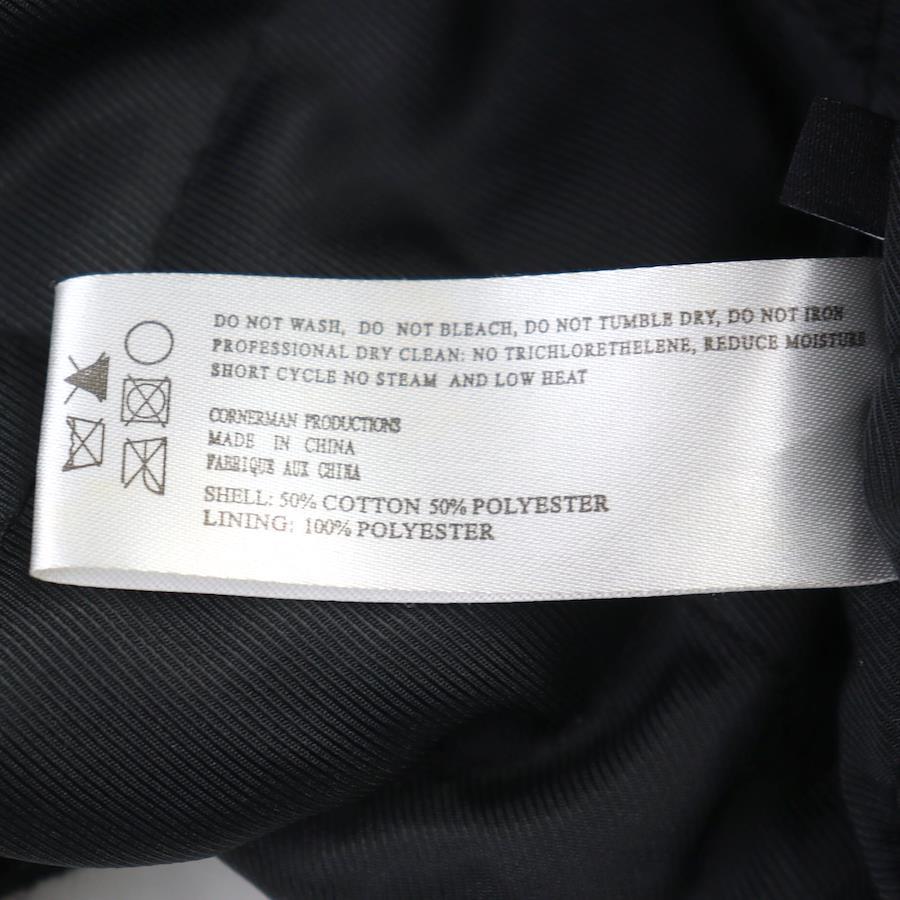 DO NOT WASH, DO NOT BLEACH, DO NOT TUMBLE DRY, DO NOT IRON
PROFESSIONAL DRY CLEAN: NO TRICHLORETHELENE, REDUCE MOISTURE
SHORT CYCLE NO STEAM AND LOW HEAT
CORNERMAN PRODUCTIONS
MADE IN CHINA
FABRIQUE AUX CHINA
SHELL: 50% COTTON 50% POLYESTER
LINING: 100% POLYESTER